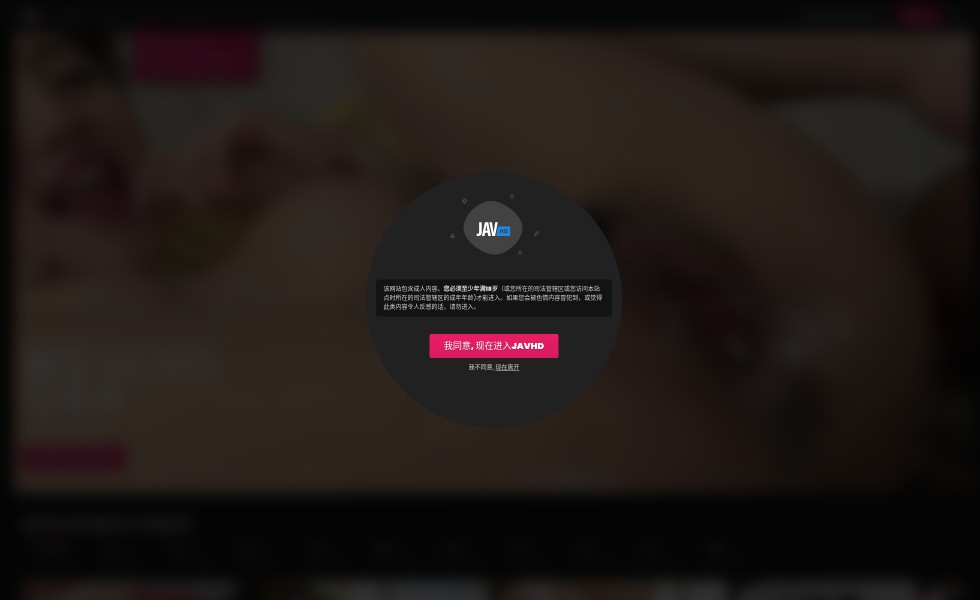 JAV HD
该网站包含成人内容。您必须至少年满18岁（或您所在的司法管辖区或您访问本站
点时所在的司法管辖区的成年年龄)才能进入。如果您会被色情内容冒犯到，或觉得
此类内容令人反感的话，请勿进入。
我同意, 现在进入JAVHD
我不同意, 现在离开